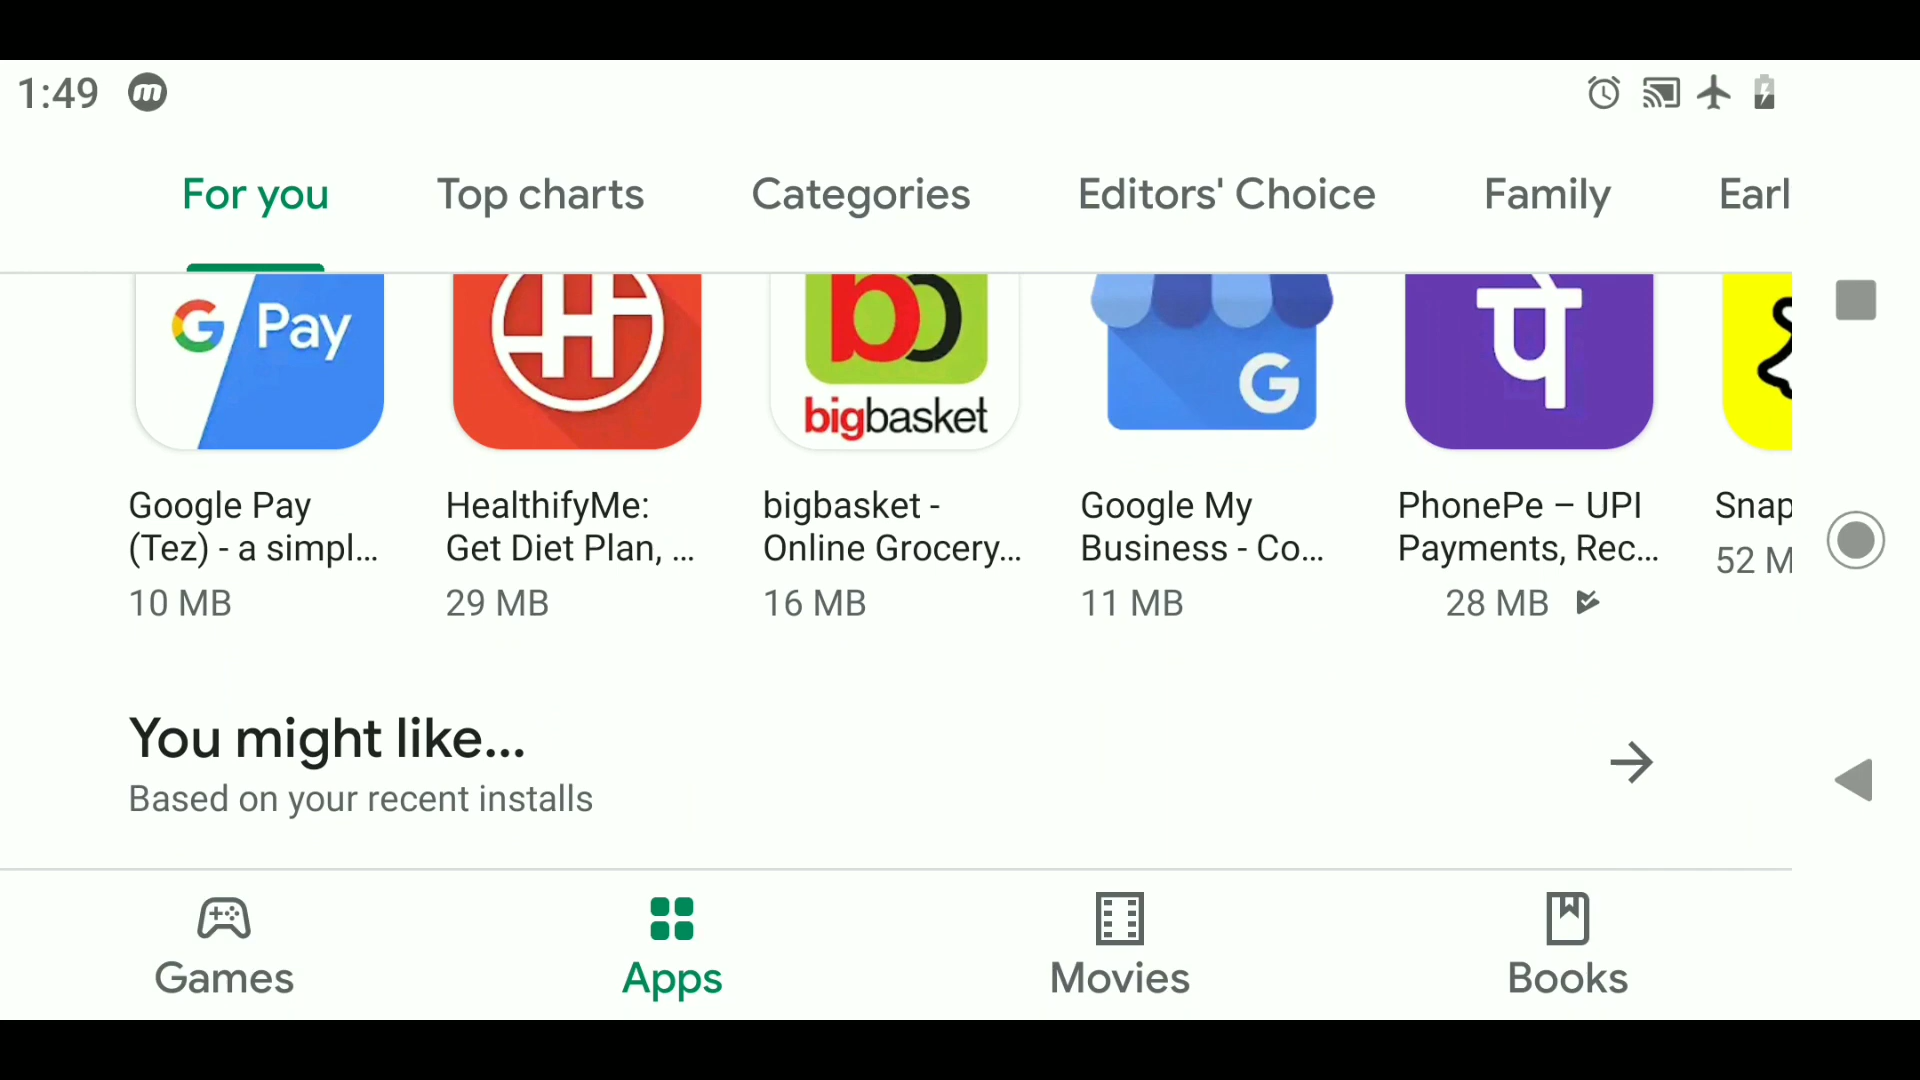 1:49
For you
Top charts
Categories
Editors' Choice
Family
Earl
G Pay
H
bb
bigbasket
G
पे
Google Pay
(Tez) - a simpl...
10 MB
HealthifyMe:
Get Diet Plan, ...
29 MB
bigbasket -
Online Grocery...
16 MB
Google My
Business - Co...
11 MB
PhonePe – UPI
Payments, Rec...
28 MB
Snap
52 M
You might like...
Based on your recent installs
Games
Apps
Movies
Books